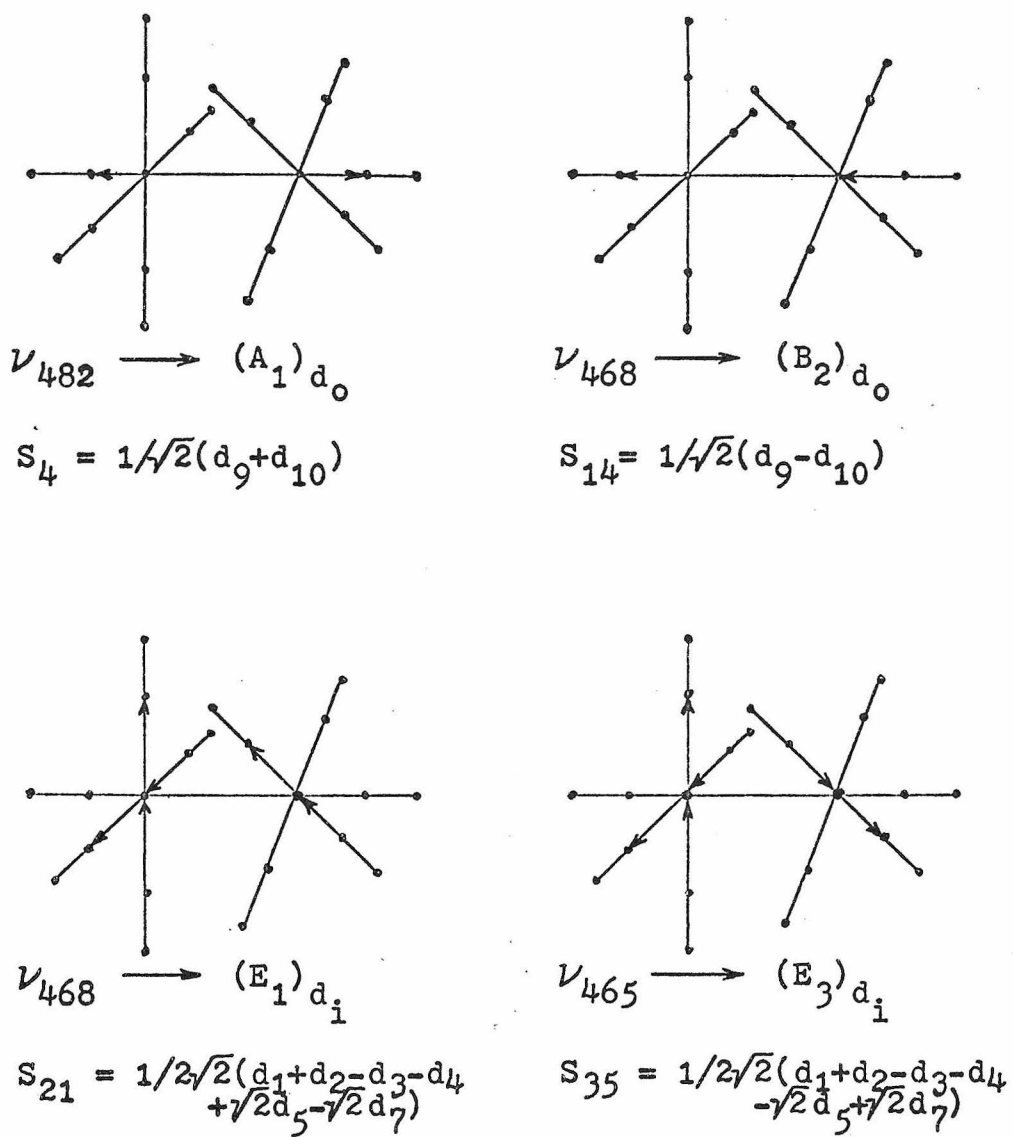 ν₄₈₂ ⟶ (A₁)d₀
S₄ = 1/√2(d₉+d₁₀)
ν₄₆₈ ⟶ (B₂)d₀
S₁₄= 1/√2(d₉-d₁₀)
ν₄₆₈ ⟶ (E₁)dᵢ
S₂₁ = 1/2√2(d₁+d₂-d₃-d₄
+√2d₅-√2d₇)
ν₄₆₅ ⟶ (E₃)dᵢ
S₃₅ = 1/2√2(d₁+d₂-d₃-d₄
-√2d₅+√2d₇)